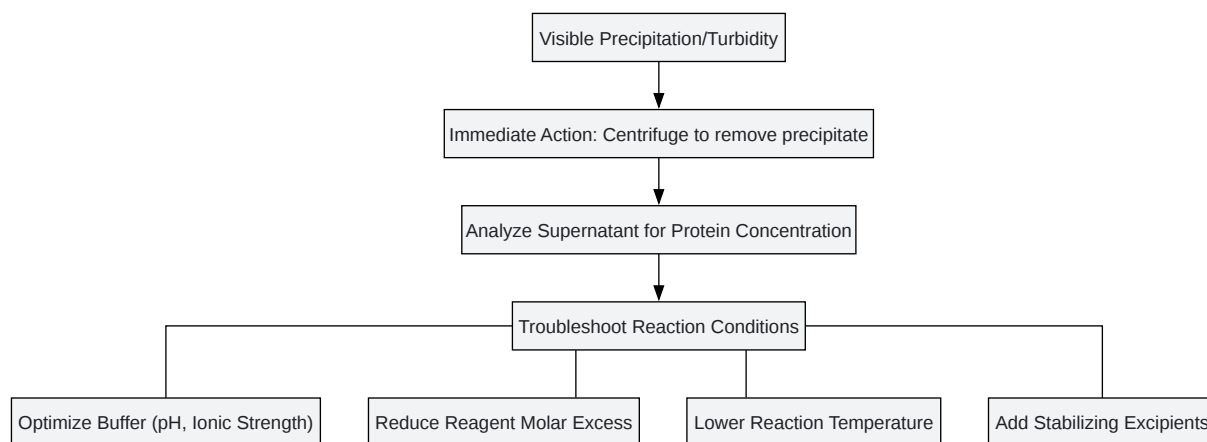 Visible Precipitation/Turbidity
Immediate Action: Centrifuge to remove precipitate
Analyze Supernatant for Protein Concentration
Troubleshoot Reaction Conditions
Optimize Buffer (pH, Ionic Strength)
Reduce Reagent Molar Excess
Lower Reaction Temperature
Add Stabilizing Excipients